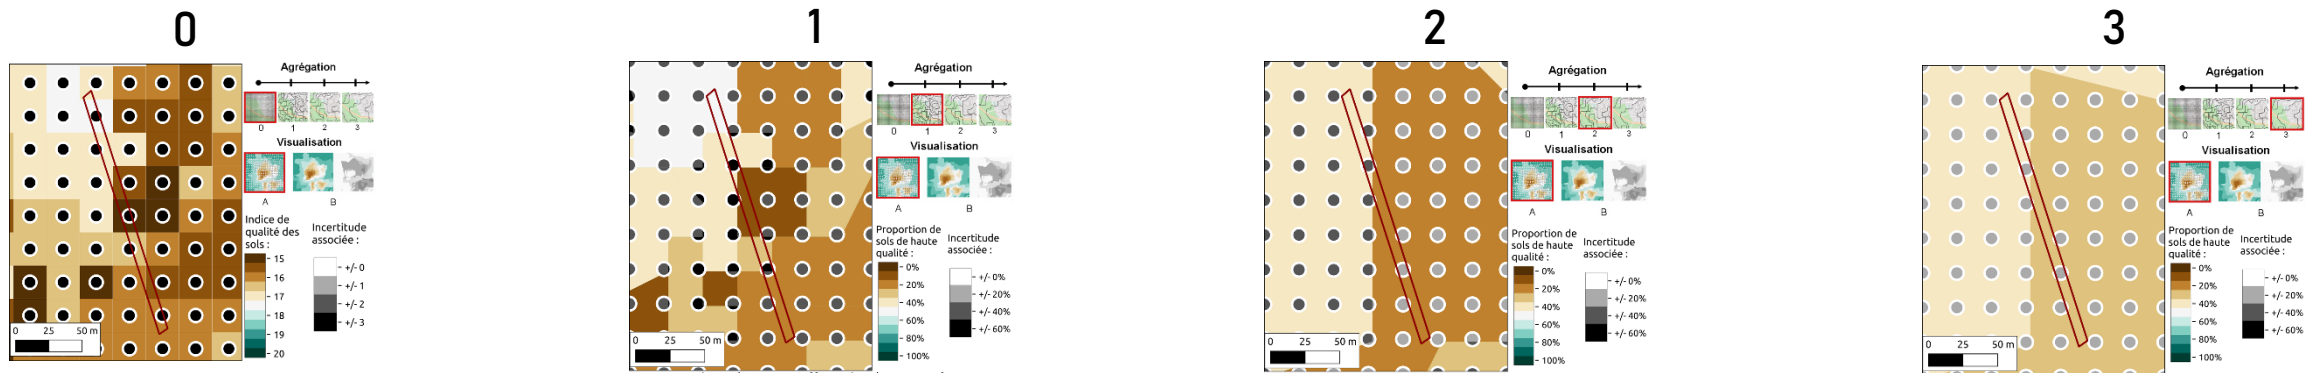 0
Agrégation
0 1 2 3
Visualisation
A B
Indice de
qualité des
sols :
15
16
17
18
19
20
Incertitude
associée :
+/- 0
+/- 1
+/- 2
+/- 3
0 25 50 m
1
Agrégation
0 1 2 3
Visualisation
A B
Proportion de
sols de haute
qualité :
0%
20%
40%
60%
80%
100%
Incertitude
associée :
+/- 0%
+/- 20%
+/- 40%
+/- 60%
0 25 50 m
2
Agrégation
0 1 2 3
Visualisation
A B
Proportion de
sols de haute
qualité :
0%
20%
40%
60%
80%
100%
Incertitude
associée :
+/- 0%
+/- 20%
+/- 40%
+/- 60%
0 25 50 m
3
Agrégation
0 1 2 3
Visualisation
A B
Proportion de
sols de haute
qualité :
0%
20%
40%
60%
80%
100%
Incertitude
associée :
+/- 0%
+/- 20%
+/- 40%
+/- 60%
0 25 50 m